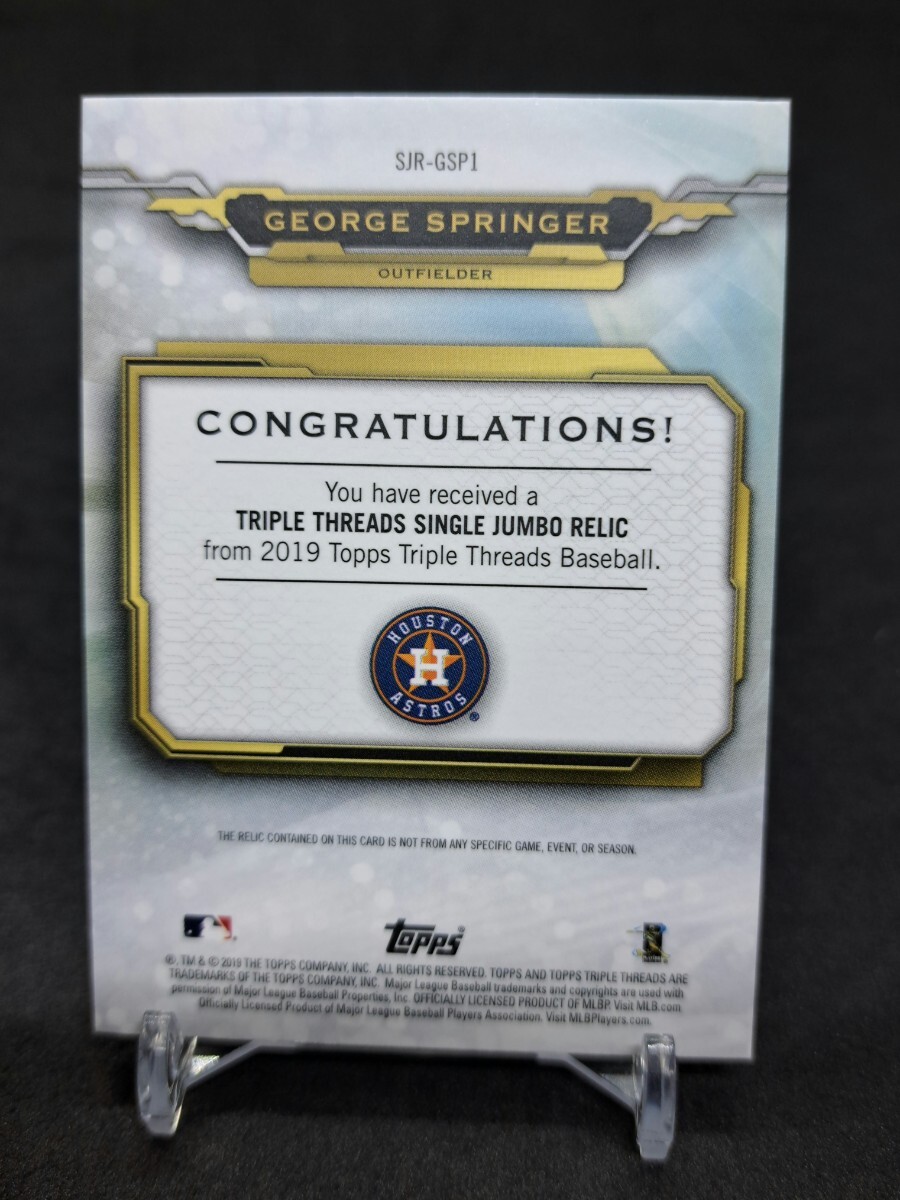 SJR-GSP1
GEORGE SPRINGER
OUTFIELDER
CONGRATULATIONS!
You have received a
TRIPLE THREADS SINGLE JUMBO RELIC
from 2019 Topps Triple Threads Baseball.
HOUSTON
H
ASTROS
®
THE RELIC CONTAINED ON THIS CARD IS NOT FROM ANY SPECIFIC GAME, EVENT, OR SEASON.
topps®
®, TM & © 2019 THE TOPPS COMPANY, INC. ALL RIGHTS RESERVED. TOPPS AND TOPPS TRIPLE THREADS ARE
TRADEMARKS OF THE TOPPS COMPANY, INC. Major League Baseball trademarks and copyrights are used with
permission of Major League Baseball Properties, Inc. OFFICIALLY LICENSED PRODUCT OF MLBP. Visit MLB.com
Officially Licensed Product of Major League Baseball Players Association. Visit MLBPlayers.com.